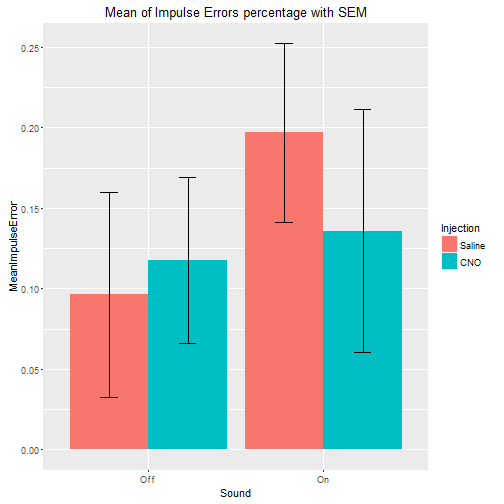 Mean of Impulse Errors percentage with SEM
0.25
0.20
0.15
0.10
0.05
0.00
MeanImpulseError
Off
On
Sound
Injection
Saline
CNO